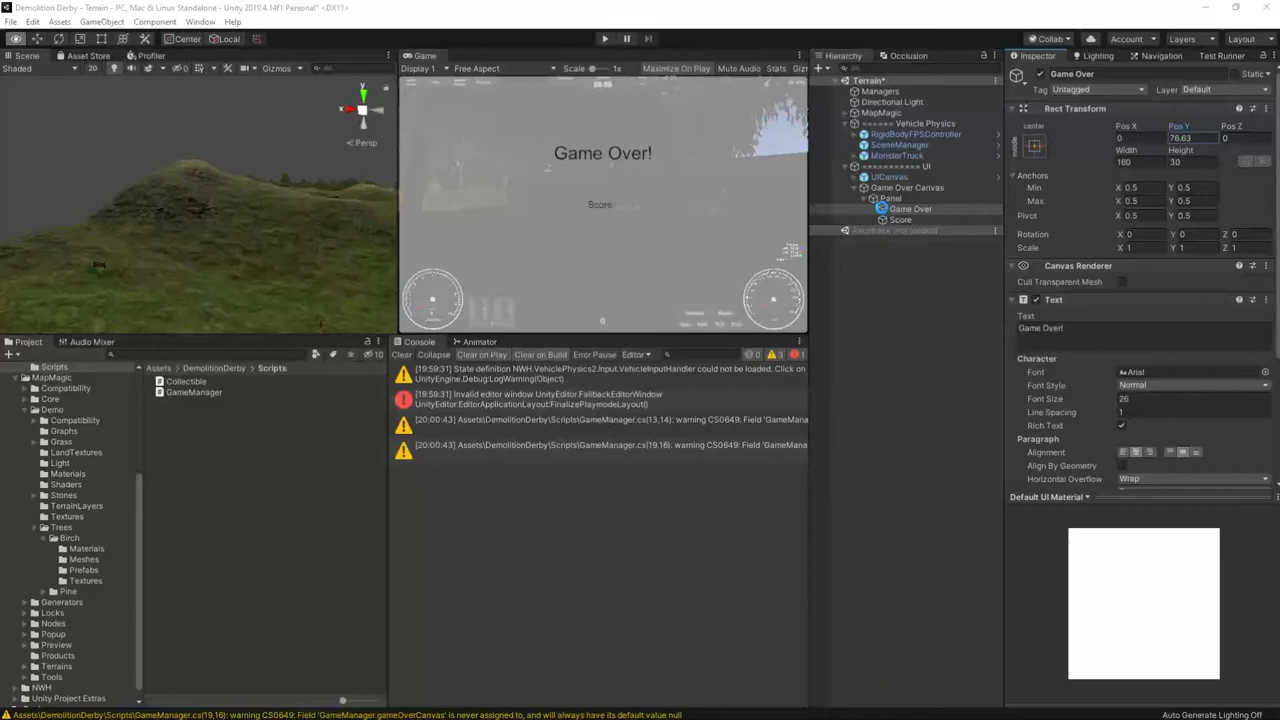 Demolition Derby - Terrain - PC, Mac & Linux Standalone - Unity 2019.4.14f1 Personal* <DX11>
File Edit Assets GameObject Component Window Help
Center Local
Collab Account Layers Layout
Scene Asset Store Profiler
Shaded 2D Gizmos All
y
x
Persp
Game
Display 1 Free Aspect Scale 1x Maximize On Play Mute Audio Stats Giz
Game Over!
Score:
0
Hierarchy Occlusion
Terrain*
Managers
Directional Light
MapMagic
====== Vehicle Physics
RigidBodyFPSController
SceneManager
MonsterTruck
====== UI
UICanvas
Game Over Canvas
Panel
Game Over
Score
Inspector Lighting Navigation Test Runner
Game Over Static
Tag Untagged Layer Default
Rect Transform
center Pos X Pos Y Pos Z
middle 0 76.63 0
Width Height
160 30
Anchors
Min X 0.5 Y 0.5
Max X 0.5 Y 0.5
Pivot X 0.5 Y 0.5
Rotation X 0 Y 0 Z 0
Scale X 1 Y 1 Z 1
Canvas Renderer
Cull Transparent Mesh
Text
Text
Game Over!
Character
Font Arial
Font Style Normal
Font Size 26
Line Spacing 1
Rich Text
Paragraph
Alignment
Align By Geometry
Horizontal Overflow Wrap
Default UI Material
Project Audio Mixer
10
Scripts
MapMagic
Compatibility
Core
Demo
Compatibility
Graphs
Grass
LandTextures
Light
Materials
Shaders
Stones
TerrainLayers
Textures
Trees
Birch
Materials
Meshes
Prefabs
Textures
Pine
Generators
Locks
Nodes
Popup
Preview
Products
Terrains
Tools
NWH
Unity Project Extras
Assets > DemolitionDerby > Scripts
Collectible
GameManager
Console Animator
Clear Collapse Clear on Play Clear on Build Error Pause Editor 0 3 1
[19:59:31] State definition NWH.VehiclePhysics2.Input.VehicleInputHandler could not be loaded. Click on
UnityEngine.Debug:LogWarning(Object)
[19:59:31] Invalid editor window UnityEditor.FallbackEditorWindow
UnityEditor.EditorApplicationLayout:FinalizePlaymodeLayout()
[20:00:43] Assets\DemolitionDerby\Scripts\GameManager.cs(13,14): warning CS0649: Field 'GameMana
[20:00:43] Assets\DemolitionDerby\Scripts\GameManager.cs(19,16): warning CS0649: Field 'GameMana
Assets\DemolitionDerby\Scripts\GameManager.cs(19,16): warning CS0649: Field 'GameManager.gameOverCanvas' is never assigned to, and will always have its default value null
Auto Generate Lighting Off